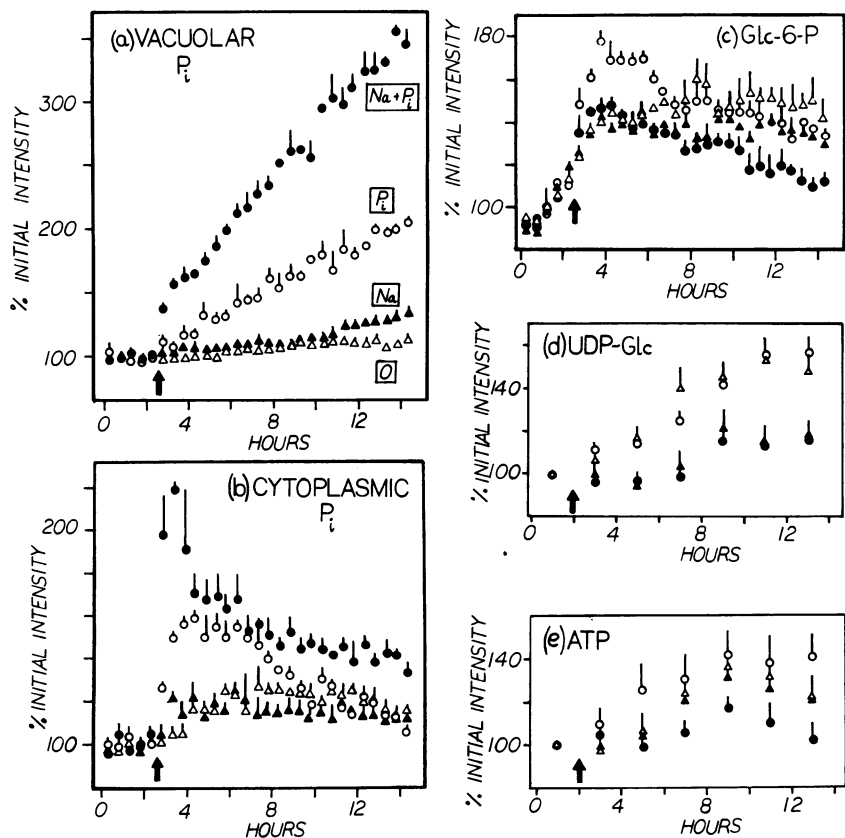 (a) VACUOLAR
Pi
Na + Pi
Pi
Na
O
% INITIAL INTENSITY
300
200
100
0
4
8
12
HOURS
(b) CYTOPLASMIC
Pi
% INITIAL INTENSITY
200
100
0
4
8
12
HOURS
(c) Glc-6-P
% INITIAL INTENSITY
180
100
0
4
8
12
HOURS
(d) UDP-Glc
% INITIAL INTENSITY
140
100
0
4
8
12
HOURS
(e) ATP
% INITIAL INTENSITY
140
100
0
4
8
12
HOURS